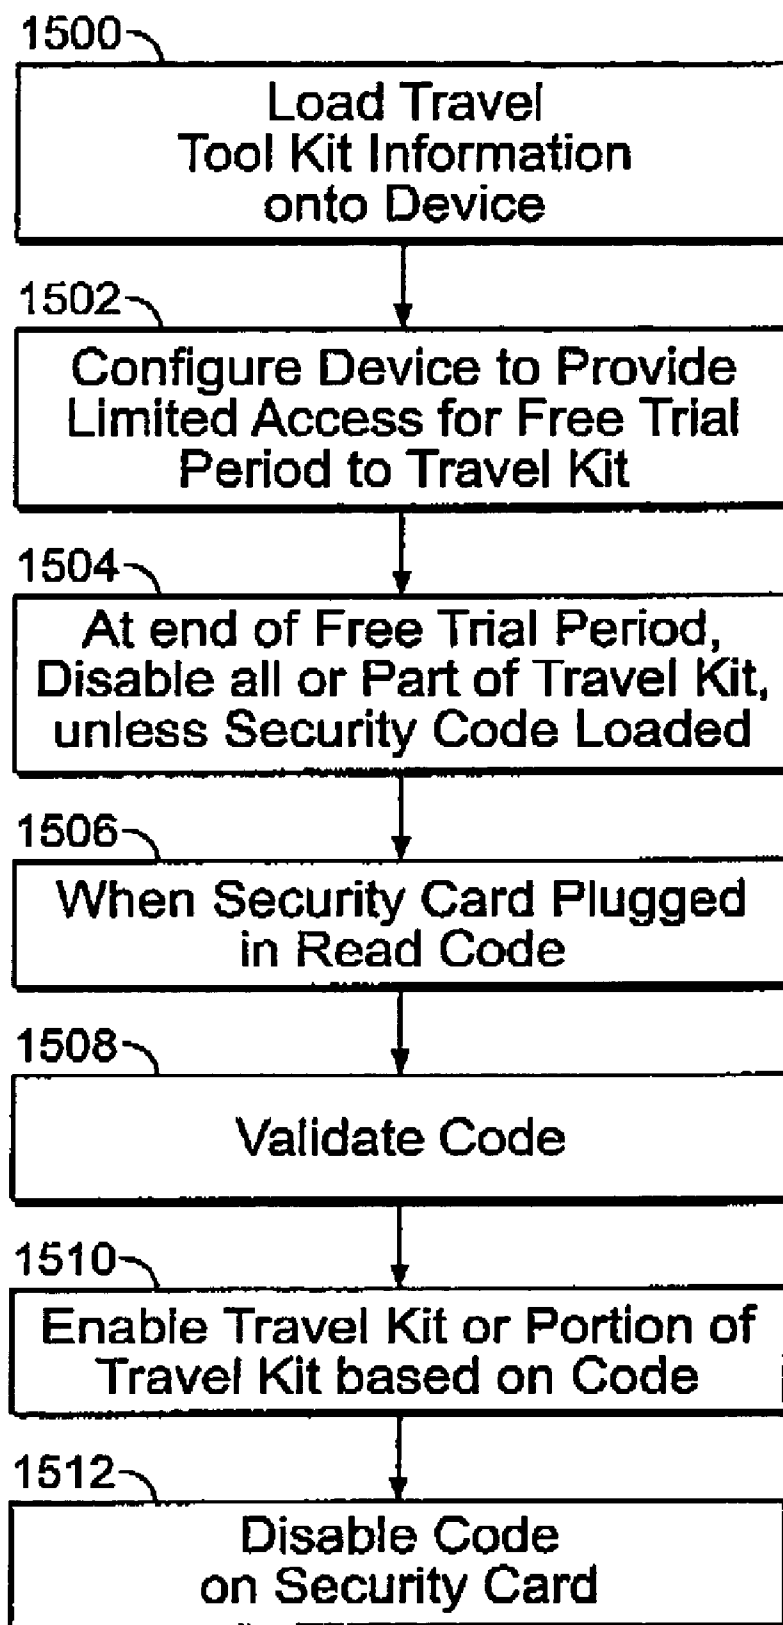 1500
Load Travel
Tool Kit Information
onto Device
1502
Configure Device to Provide
Limited Access for Free Trial
Period to Travel Kit
1504
At end of Free Trial Period,
Disable all or Part of Travel Kit,
unless Security Code Loaded
1506
When Security Card Plugged
in Read Code
1508
Validate Code
1510
Enable Travel Kit or Portion of
Travel Kit based on Code
1512
Disable Code
on Security Card